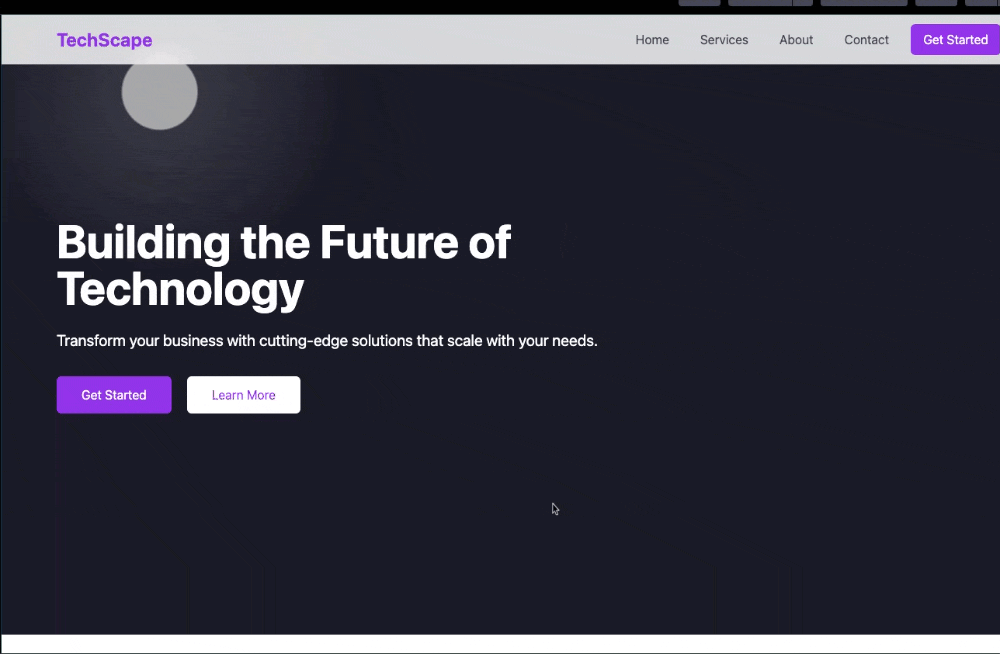 TechScape
Home
Services
About
Contact
Get Started
Building the Future of
Technology
Transform your business with cutting-edge solutions that scale with your needs.
Get Started
Learn More